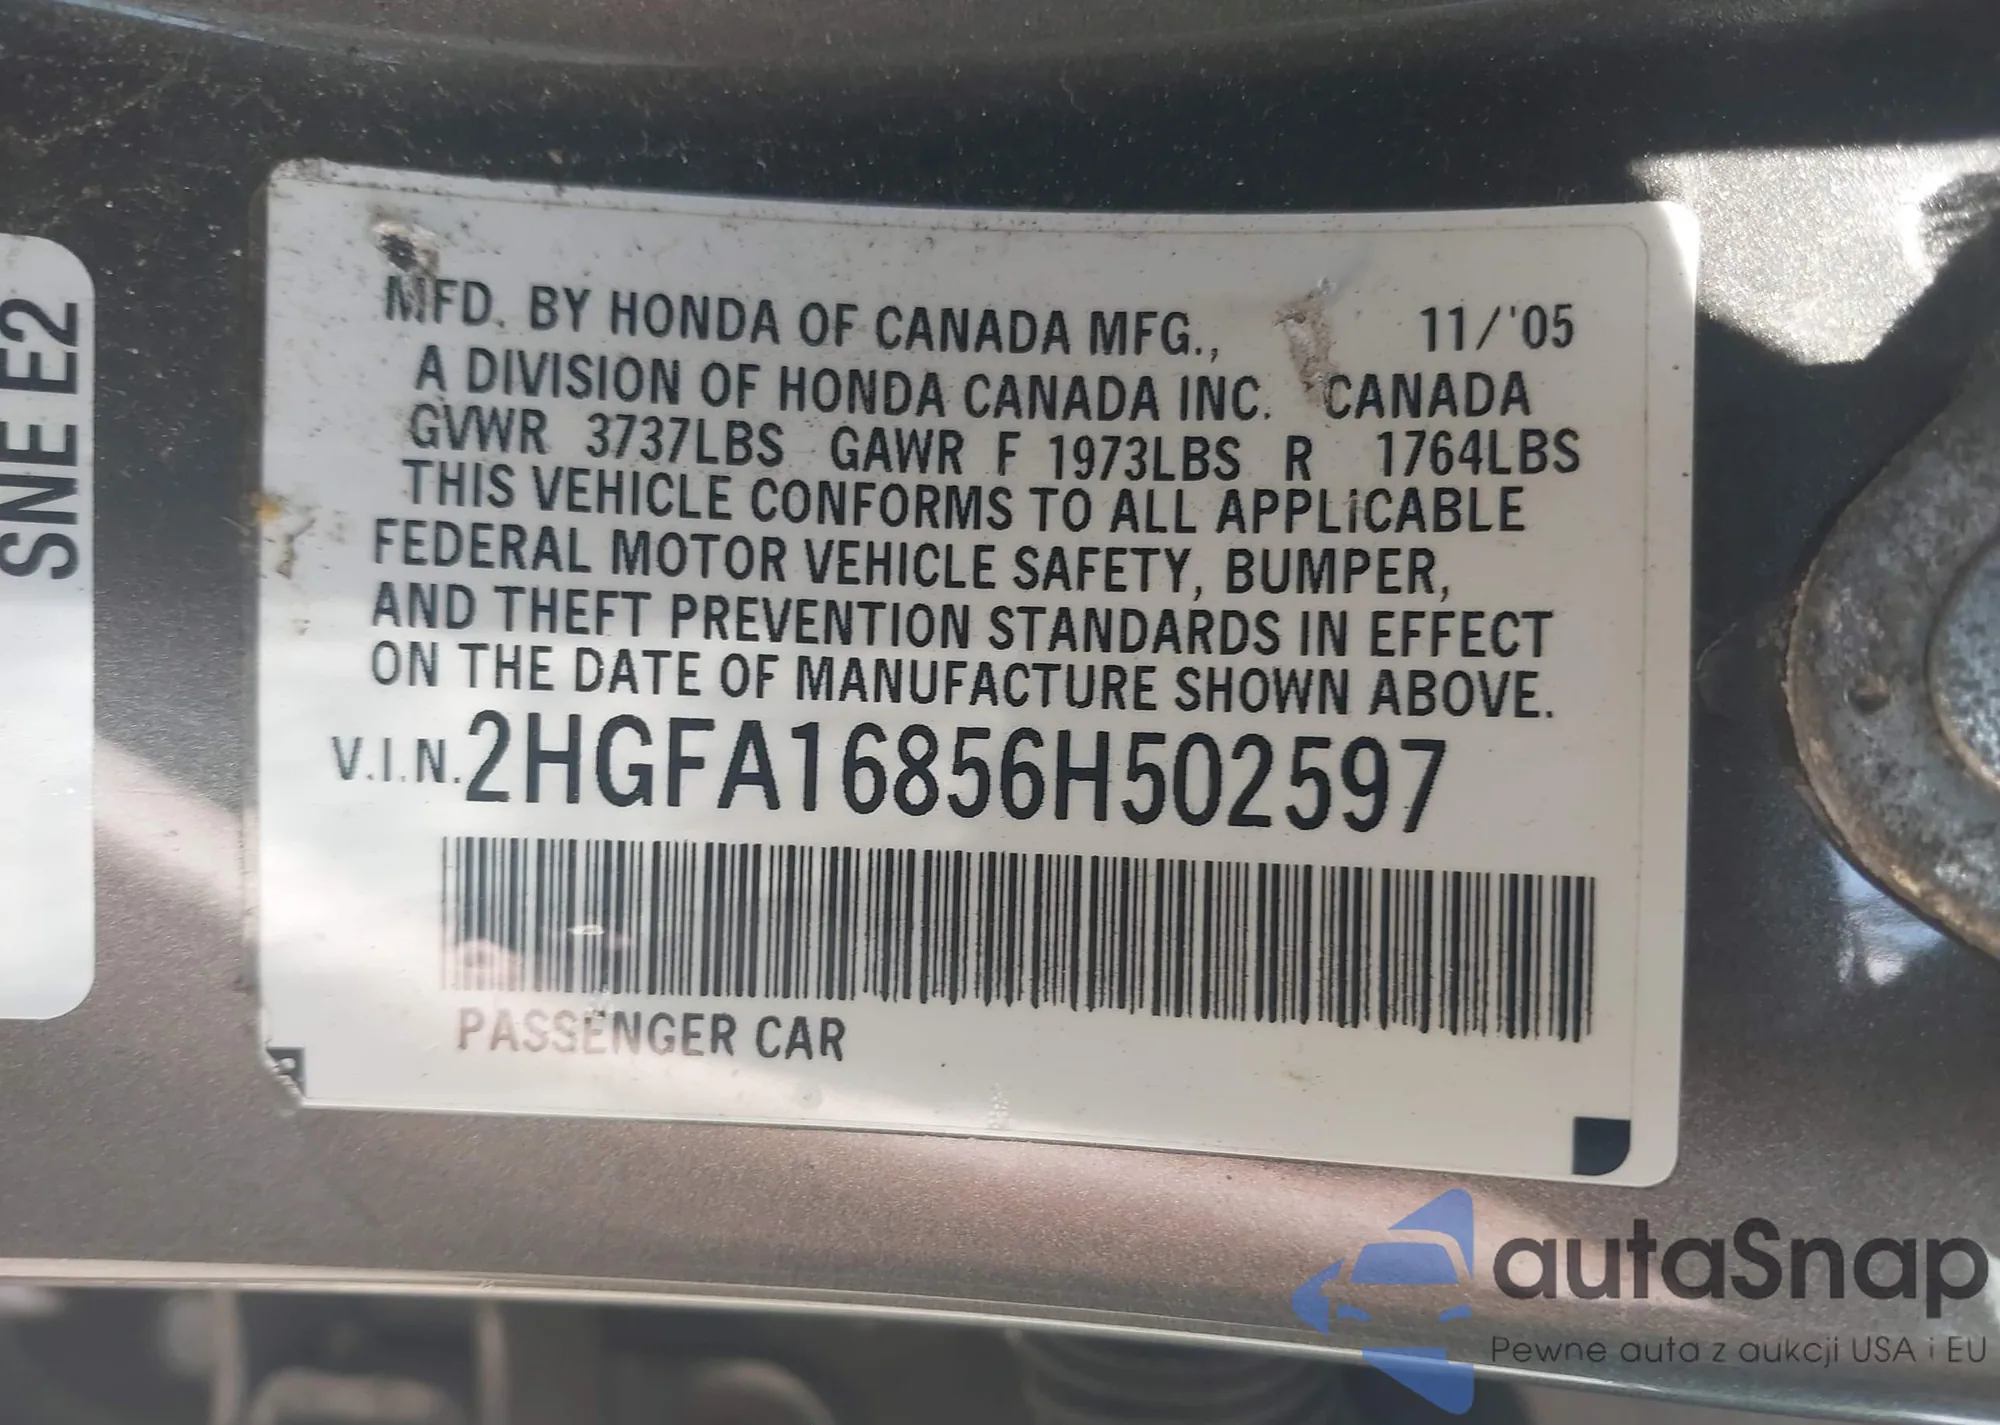 SNE E2
MFD. BY HONDA OF CANADA MFG., 11/'05
A DIVISION OF HONDA CANADA INC. CANADA
GVWR 3737LBS GAWR F 1973LBS R 1764LBS
THIS VEHICLE CONFORMS TO ALL APPLICABLE
FEDERAL MOTOR VEHICLE SAFETY, BUMPER,
AND THEFT PREVENTION STANDARDS IN EFFECT
ON THE DATE OF MANUFACTURE SHOWN ABOVE.
V.I.N. 2HGFA16856H502597
PASSENGER CAR
autaSnap
Pewne auta z aukcji USA i EU